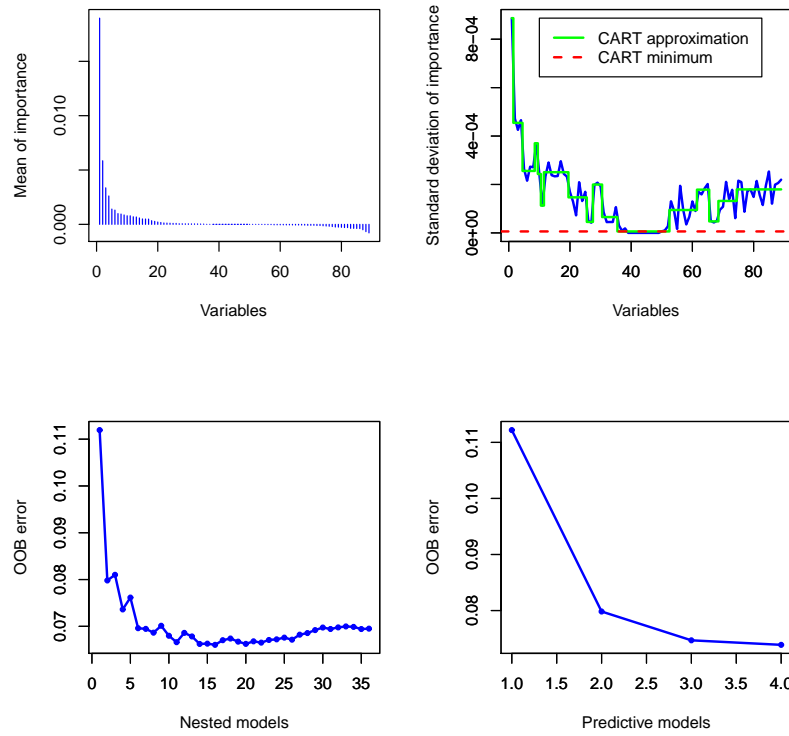 Mean of importance
0.000 0.010
0 20 40 60 80
Variables
Standard deviation of importance
0e+00 4e-04 8e-04
CART approximation
CART minimum
0 20 40 60 80
Variables
OOB error
0.07 0.08 0.09 0.10 0.11
0 5 10 15 20 25 30 35
Nested models
OOB error
0.08 0.09 0.10 0.11
1.0 1.5 2.0 2.5 3.0 3.5 4.0
Predictive models